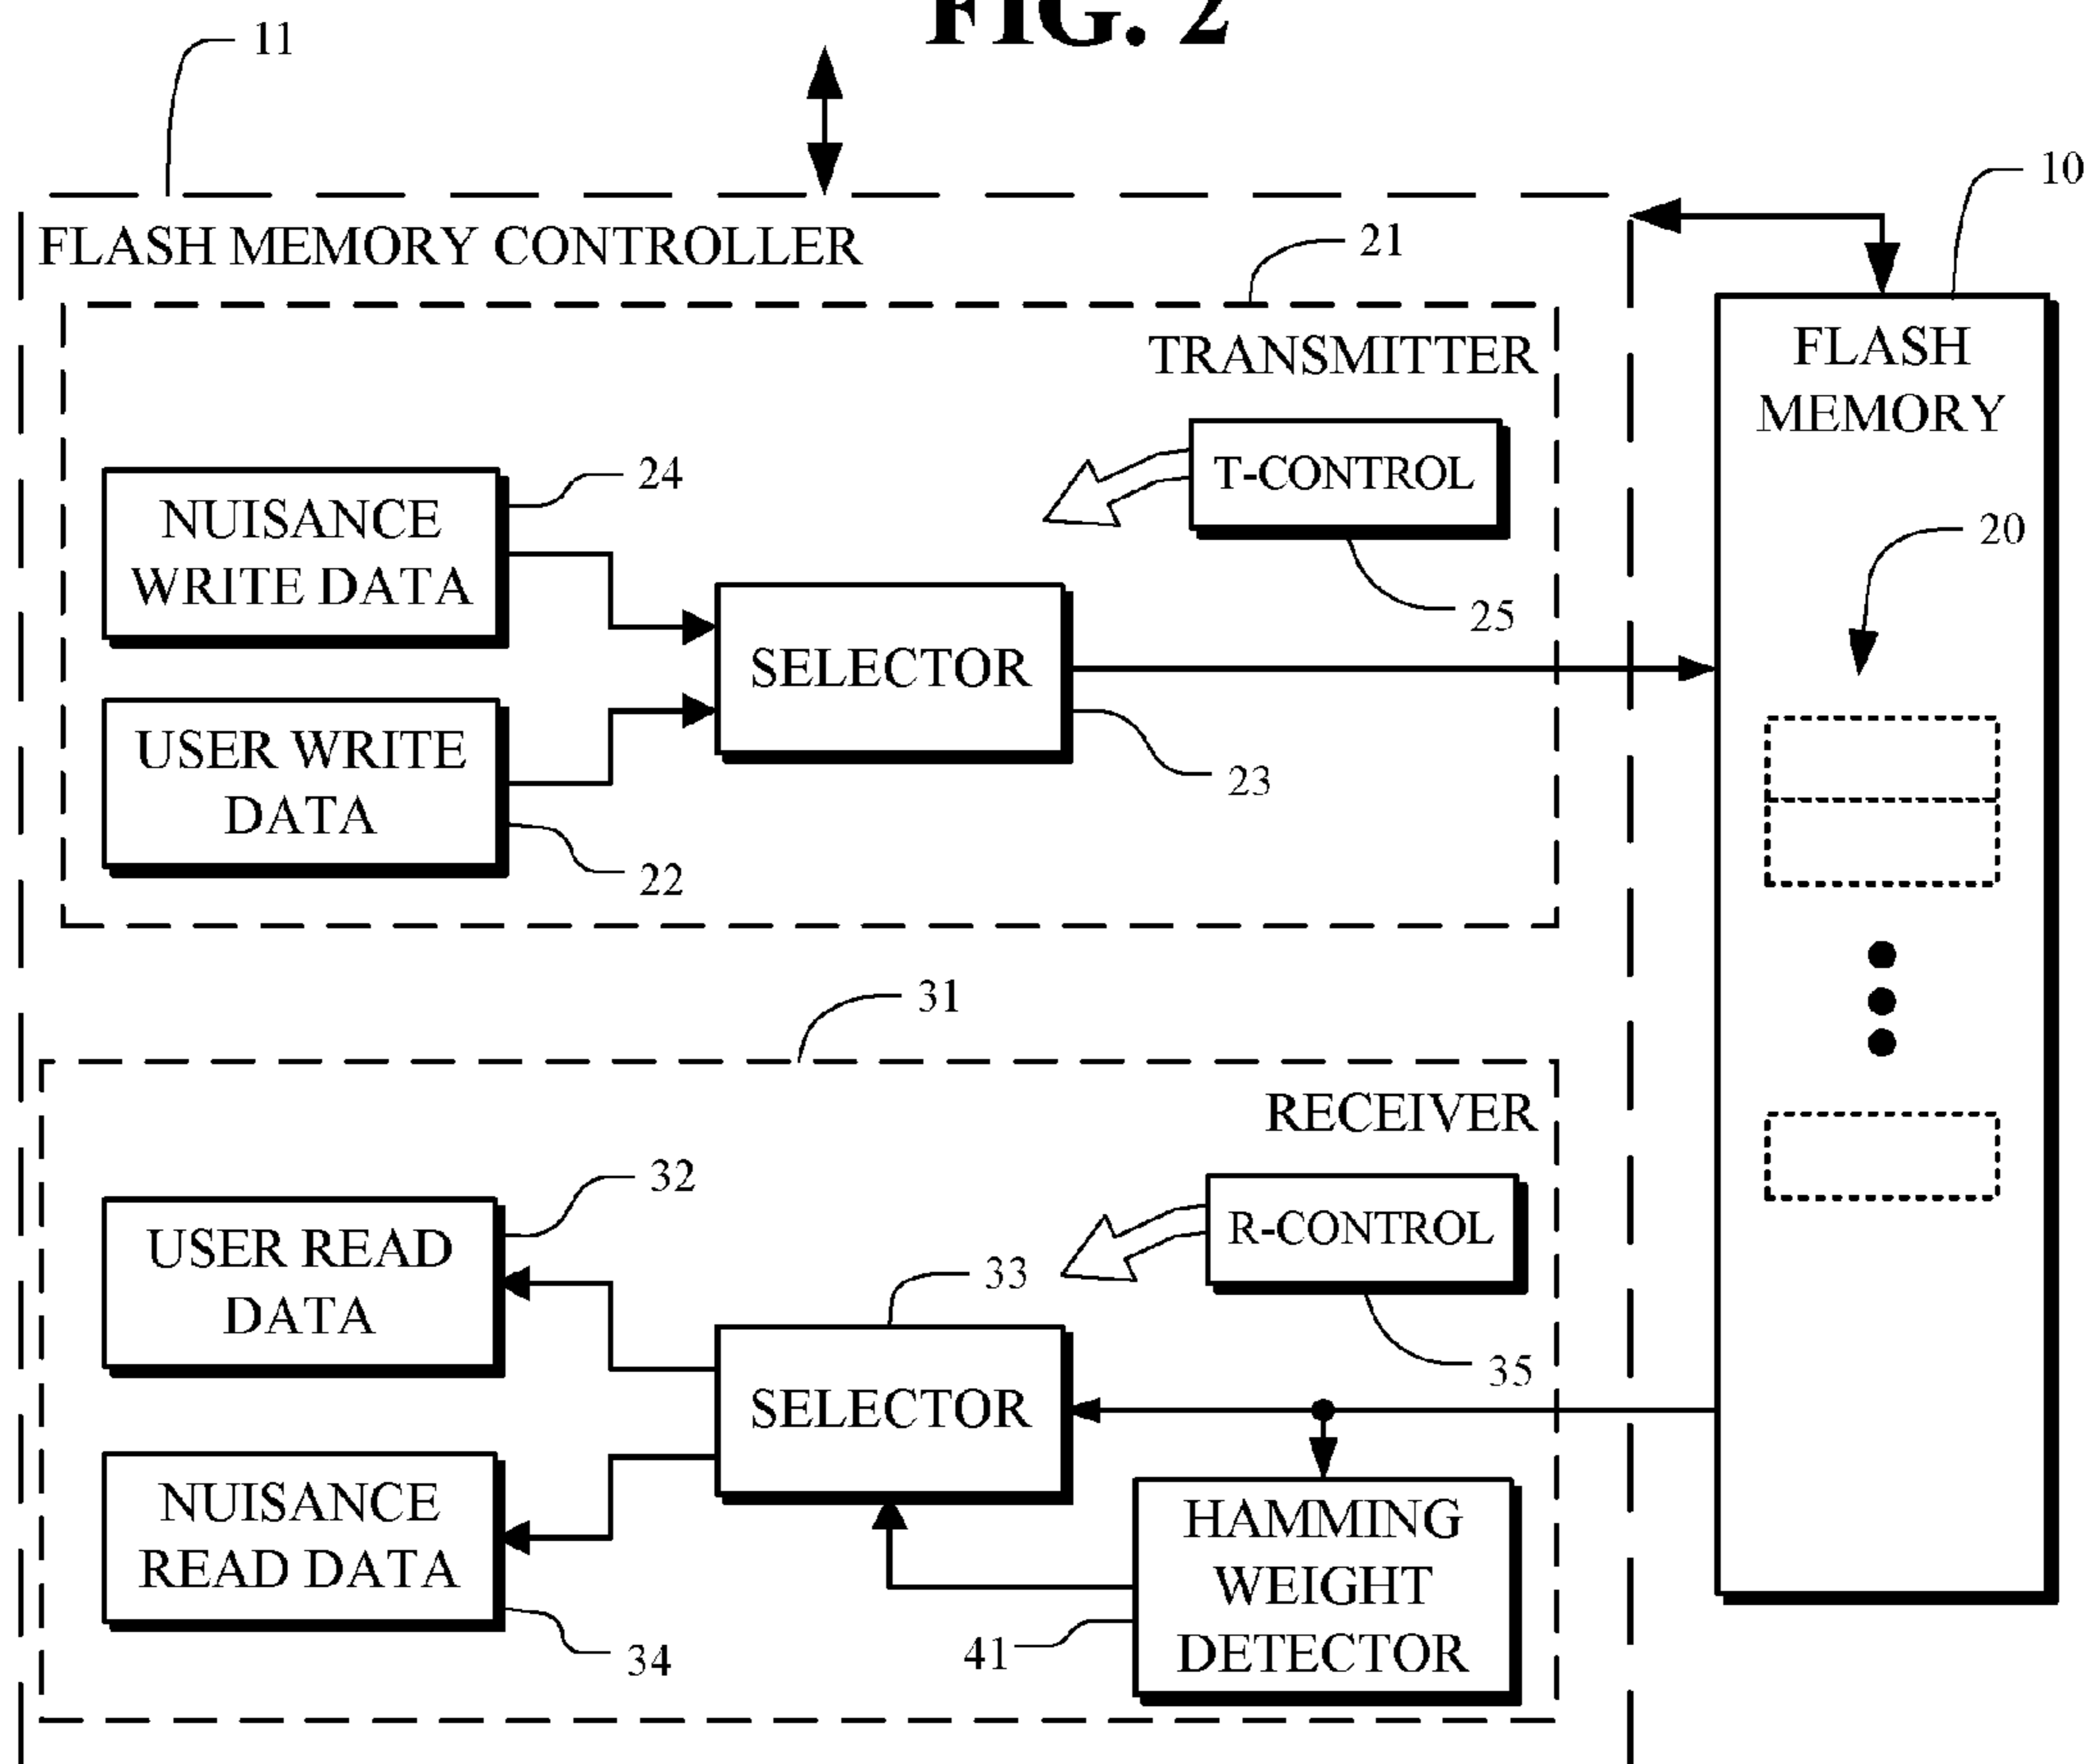 FIG. 2
11
10
FLASH MEMORY CONTROLLER
21
TRANSMITTER
FLASH
MEMORY
T-CONTROL
24
NUISANCE
WRITE DATA
20
25
SELECTOR
USER WRITE
DATA
23
22
31
RECEIVER
32
R-CONTROL
USER READ
DATA
33
35
SELECTOR
NUISANCE
READ DATA
HAMMING
WEIGHT
DETECTOR
34
41